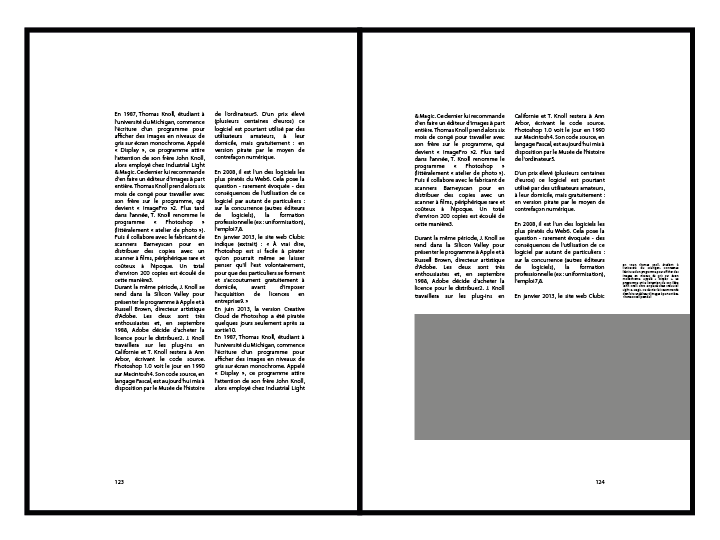 En 1987, Thomas Knoll, étudiant à
l'université du Michigan, commence
l'écriture d'un programme pour
afficher des images en niveaux de
gris sur écran monochrome. Appelé
« Display », ce programme attire
l'attention de son frère John Knoll,
alors employé chez Industrial Light
& Magic. Ce dernier lui recommande
d'en faire un éditeur d'images à part
entière. Thomas Knoll prend alors six
mois de congé pour travailler avec
son frère sur le programme, qui
devient « ImagePro »2. Plus tard
dans l'année, T. Knoll renomme le
programme « Photoshop »
(littéralement « atelier de photo »).
Puis il collabore avec le fabricant de
scanners Barneyscan pour en
distribuer des copies avec un
scanner à films, périphérique rare et
coûteux à l'époque. Un total
d'environ 200 copies est écoulé de
cette manière3.
Durant la même période, J. Knoll se
rend dans la Silicon Valley pour
présenter le programme à Apple et à
Russell Brown, directeur artistique
d'Adobe. Les deux sont très
enthousiastes et, en septembre
1988, Adobe décide d'acheter la
licence pour le distribuer2. J. Knoll
travaillera sur les plug-ins en
Californie et T. Knoll restera à Ann
Arbor, écrivant le code source.
Photoshop 1.0 voit le jour en 1990
sur Macintosh4. Son code source, en
langage Pascal, est aujourd'hui mis à
disposition par le Musée de l'histoire
de l'ordinateur5. D'un prix élevé
(plusieurs centaines d'euros) ce
logiciel est pourtant utilisé par des
utilisateurs amateurs, à leur
domicile, mais gratuitement : en
version pirate par le moyen de
contrefaçon numérique.
En 2008, il est l'un des logiciels les
plus piratés du Web6. Cela pose la
question - rarement évoquée - des
conséquences de l'utilisation de ce
logiciel par autant de particuliers :
sur la concurrence (autres éditeurs
de logiciels), la formation
professionnelle (ex : uniformisation),
l'emploi7,8.
En janvier 2013, le site web Clubic
indique (extrait) : « À vrai dire,
Photoshop est si facile à pirater
qu'on pourrait même se laisser
penser qu'il l'est volontairement,
pour que des particuliers se forment
et s'accoutument gratuitement à
domicile, avant d'imposer
l'acquisition de licences en
entreprise9. »
En juin 2013, la version Creative
Cloud de Photoshop a été piratée
quelques jours seulement après sa
sortie10.
En 1987, Thomas Knoll, étudiant à
l'université du Michigan, commence
l'écriture d'un programme pour
afficher des images en niveaux de
gris sur écran monochrome. Appelé
« Display », ce programme attire
l'attention de son frère John Knoll,
alors employé chez Industrial Light
123
& Magic. Ce dernier lui recommande
d'en faire un éditeur d'images à part
entière. Thomas Knoll prend alors six
mois de congé pour travailler avec
son frère sur le programme, qui
devient « ImagePro »2. Plus tard
dans l'année, T. Knoll renomme le
programme « Photoshop »
(littéralement « atelier de photo »).
Puis il collabore avec le fabricant de
scanners Barneyscan pour en
distribuer des copies avec un
scanner à films, périphérique rare et
coûteux à l'époque. Un total
d'environ 200 copies est écoulé de
cette manière3.
Durant la même période, J. Knoll se
rend dans la Silicon Valley pour
présenter le programme à Apple et à
Russell Brown, directeur artistique
d'Adobe. Les deux sont très
enthousiastes et, en septembre
1988, Adobe décide d'acheter la
licence pour le distribuer2. J. Knoll
travaillera sur les plug-ins en
Californie et T. Knoll restera à Ann
Arbor, écrivant le code source.
Photoshop 1.0 voit le jour en 1990
sur Macintosh4. Son code source, en
langage Pascal, est aujourd'hui mis à
disposition par le Musée de l'histoire
de l'ordinateur5.
D'un prix élevé (plusieurs centaines
d'euros) ce logiciel est pourtant
utilisé par des utilisateurs amateurs,
à leur domicile, mais gratuitement :
en version pirate par le moyen de
contrefaçon numérique.
En 2008, il est l'un des logiciels les
plus piratés du Web6. Cela pose la
question - rarement évoquée - des
conséquences de l'utilisation de ce
logiciel par autant de particuliers :
sur la concurrence (autres éditeurs
de logiciels), la formation
professionnelle (ex : uniformisation),
l'emploi7,8.
En janvier 2013, le site web Clubic
124